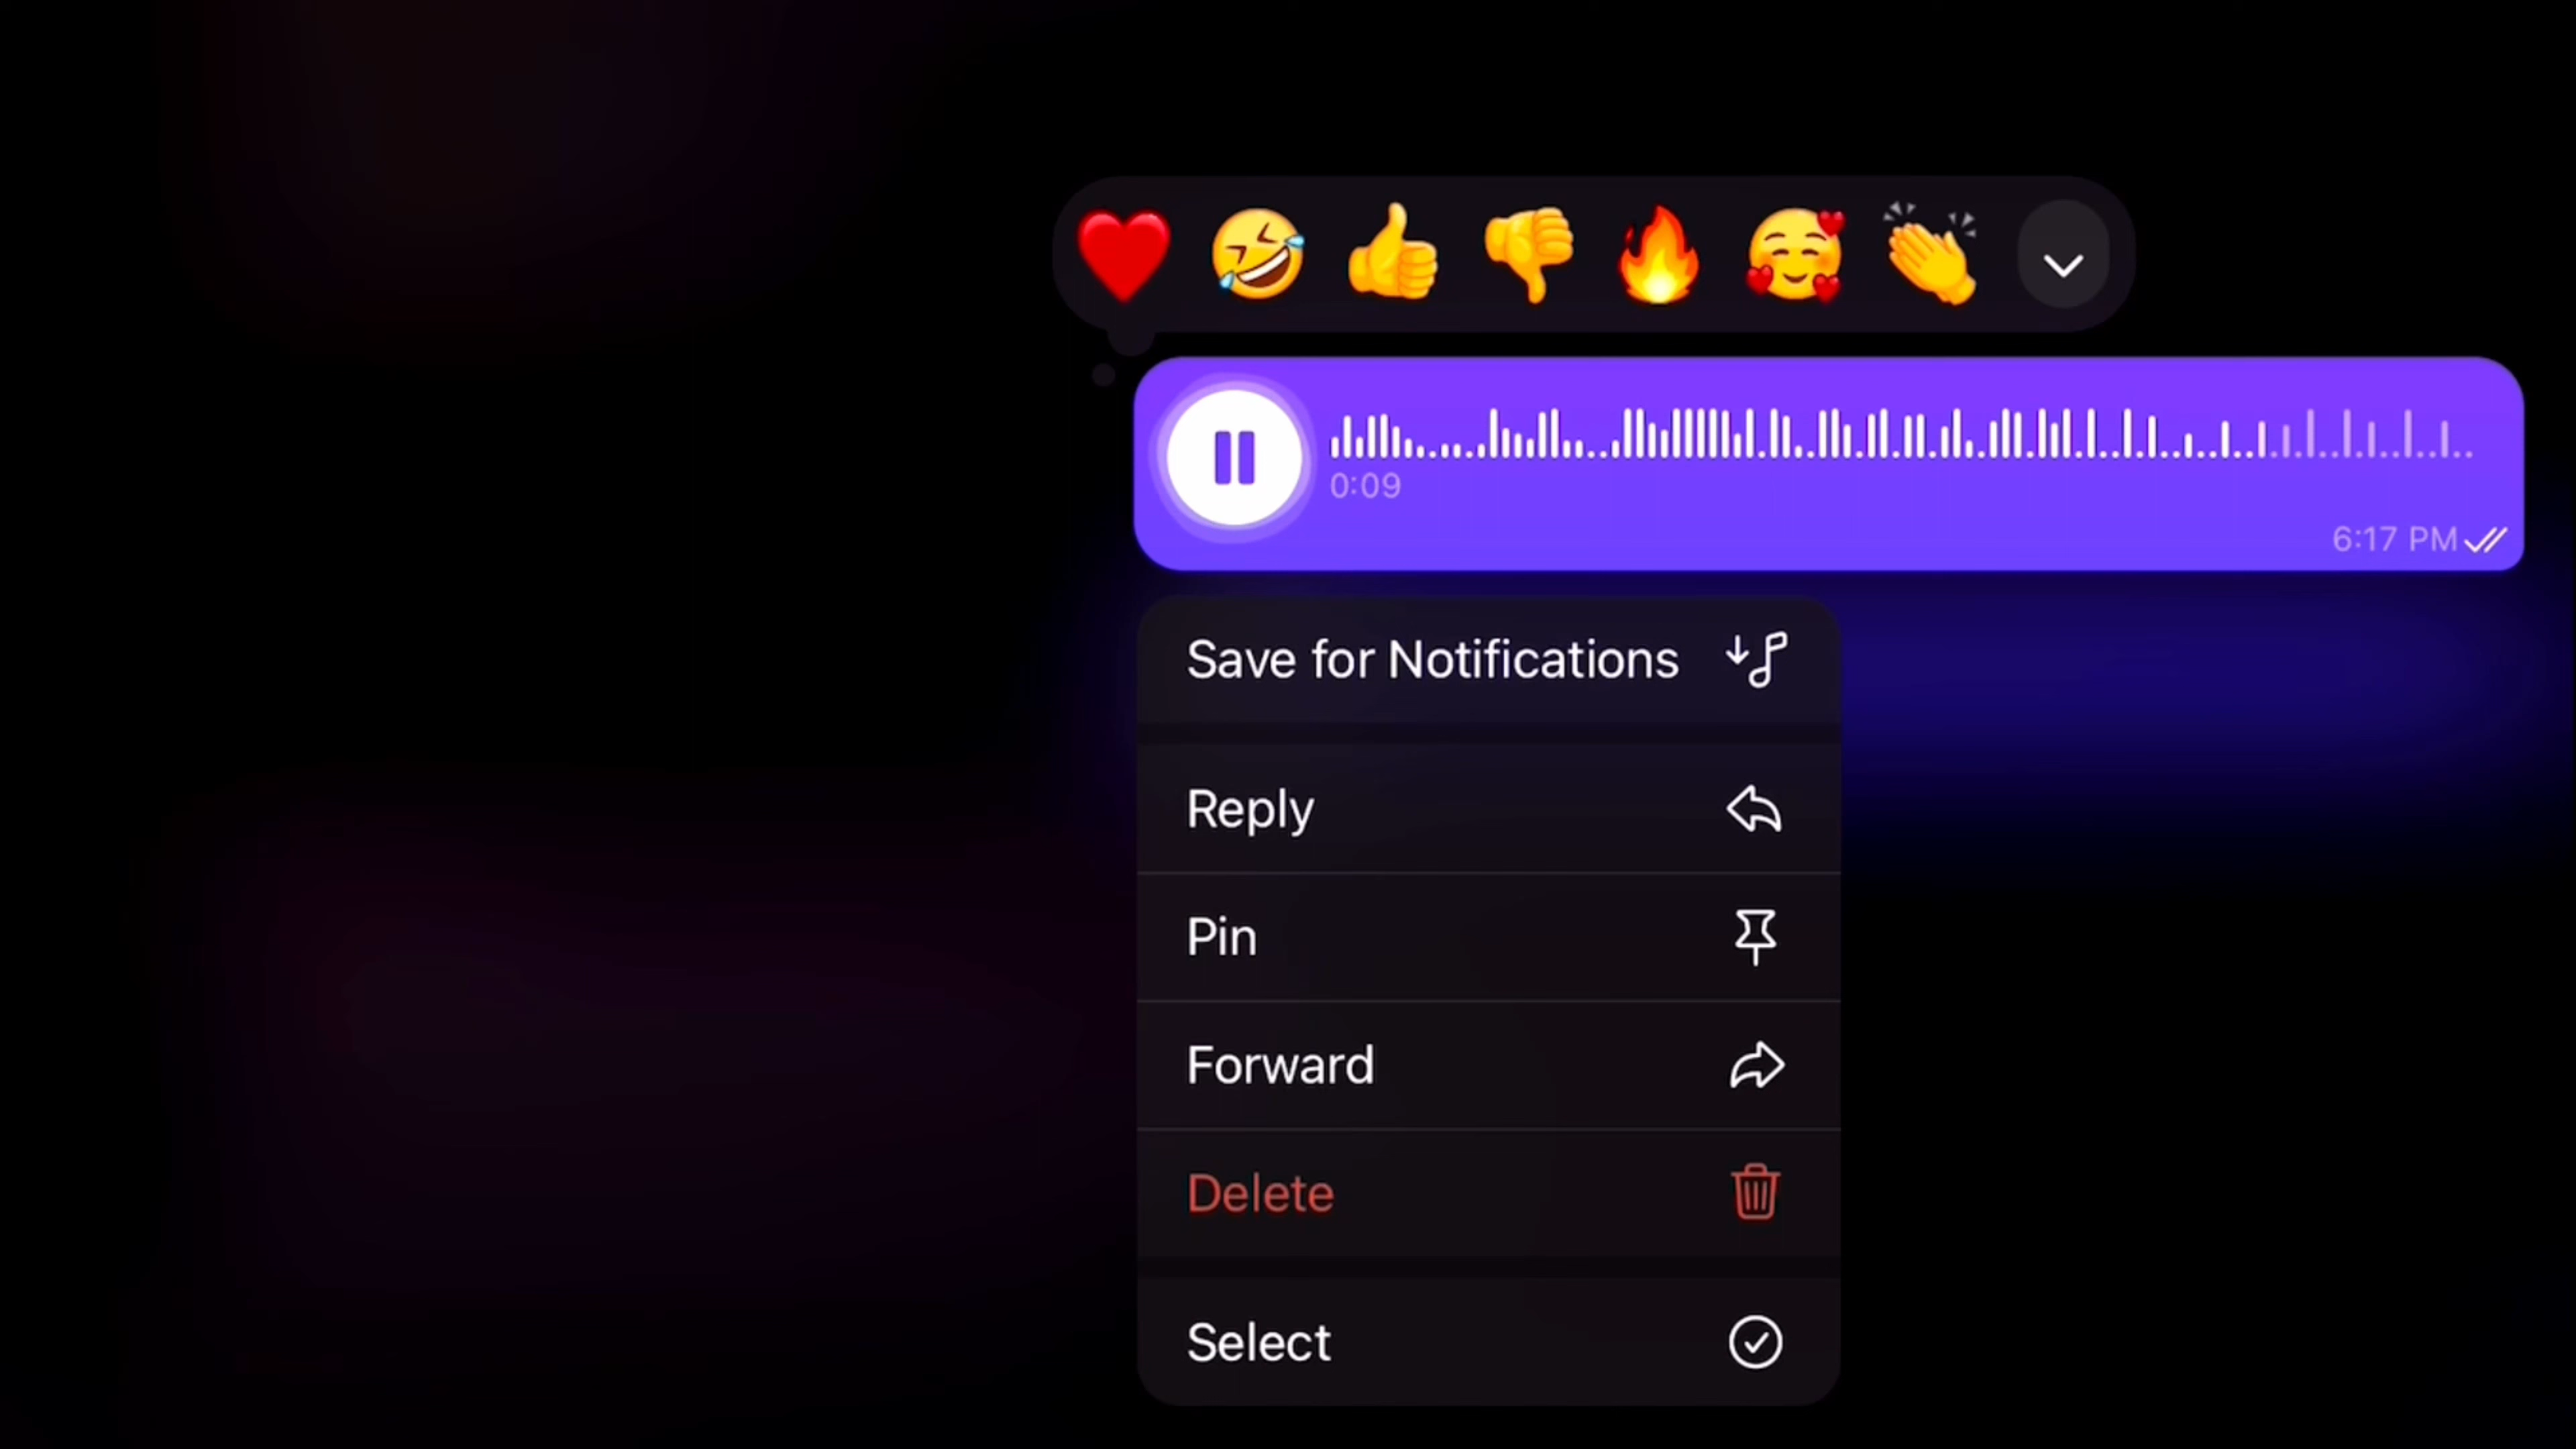 0:09
6:17 PM
Save for Notifications
Reply
Pin
Forward
Delete
Select